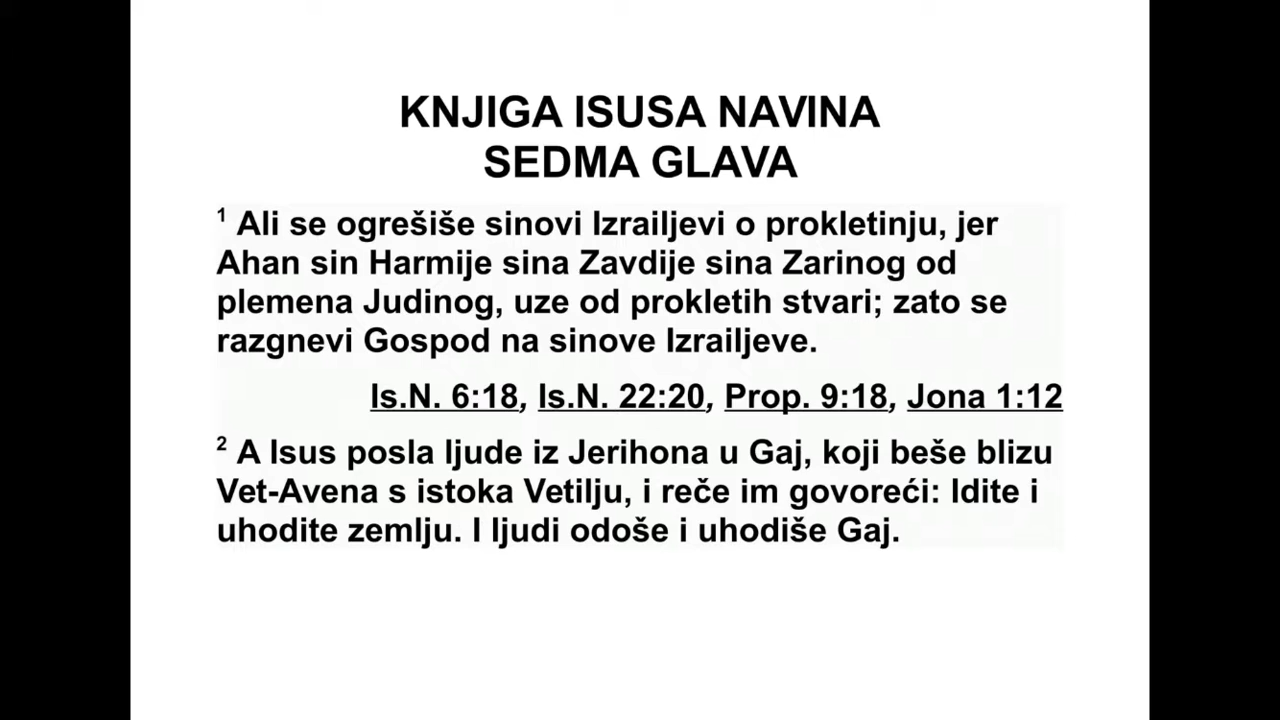 KNJIGA ISUSA NAVINA
SEDMA GLAVA
1 Ali se ogrešiše sinovi Izrailjevi o prokletinju, jer
Ahan sin Harmije sina Zavdije sina Zarinog od
plemena Judinog, uze od prokletih stvari; zato se
razgnevi Gospod na sinove Izrailjeve.
Is.N. 6:18, Is.N. 22:20, Prop. 9:18, Jona 1:12
2 A Isus posla ljude iz Jerihona u Gaj, koji beše blizu
Vet-Avena s istoka Vetilju, i reče im govoreći: Idite i
uhodite zemlju. I ljudi odoše i uhodiše Gaj.